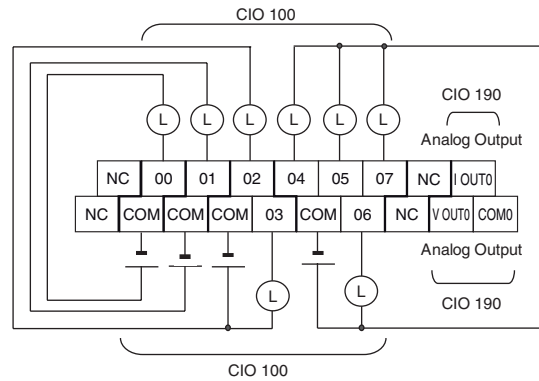 CIO 100
CIO 190
Analog Output
L L L L L L
NC 00 01 02 04 05 07 NC I OUT0
NC COM COM COM 03 COM 06 NC V OUT0 COM0
Analog Output
L L
CIO 190
CIO 100